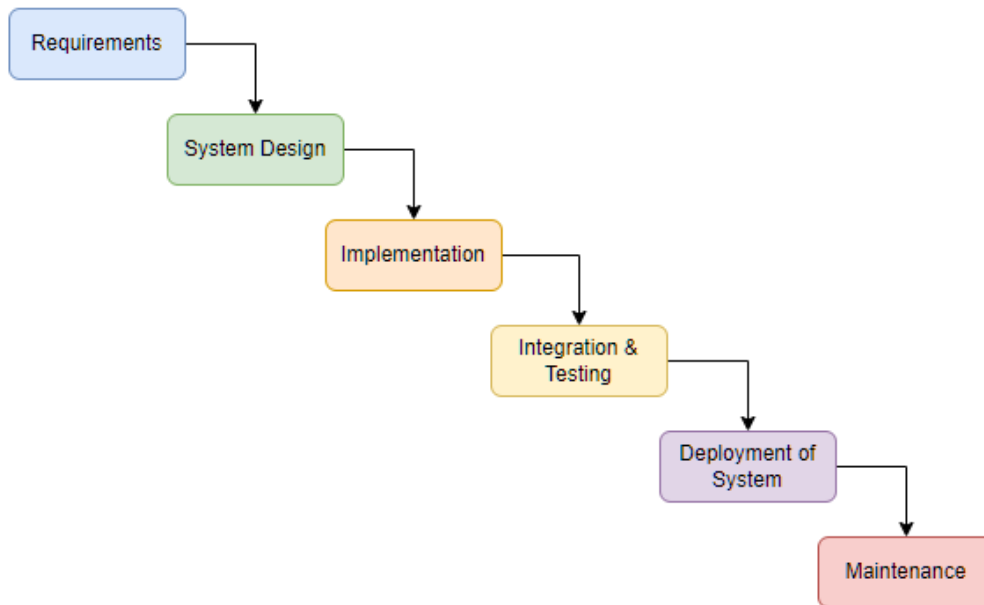 Requirements
System Design
Implementation
Integration &
Testing
Deployment of
System
Maintenance